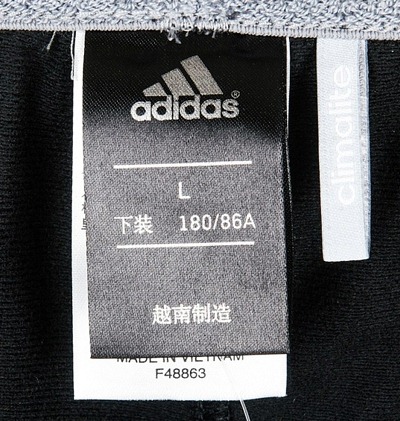 adidas®
L
下装 180/86A
越南制造
MADE IN VIETNAM
F48863
climalite